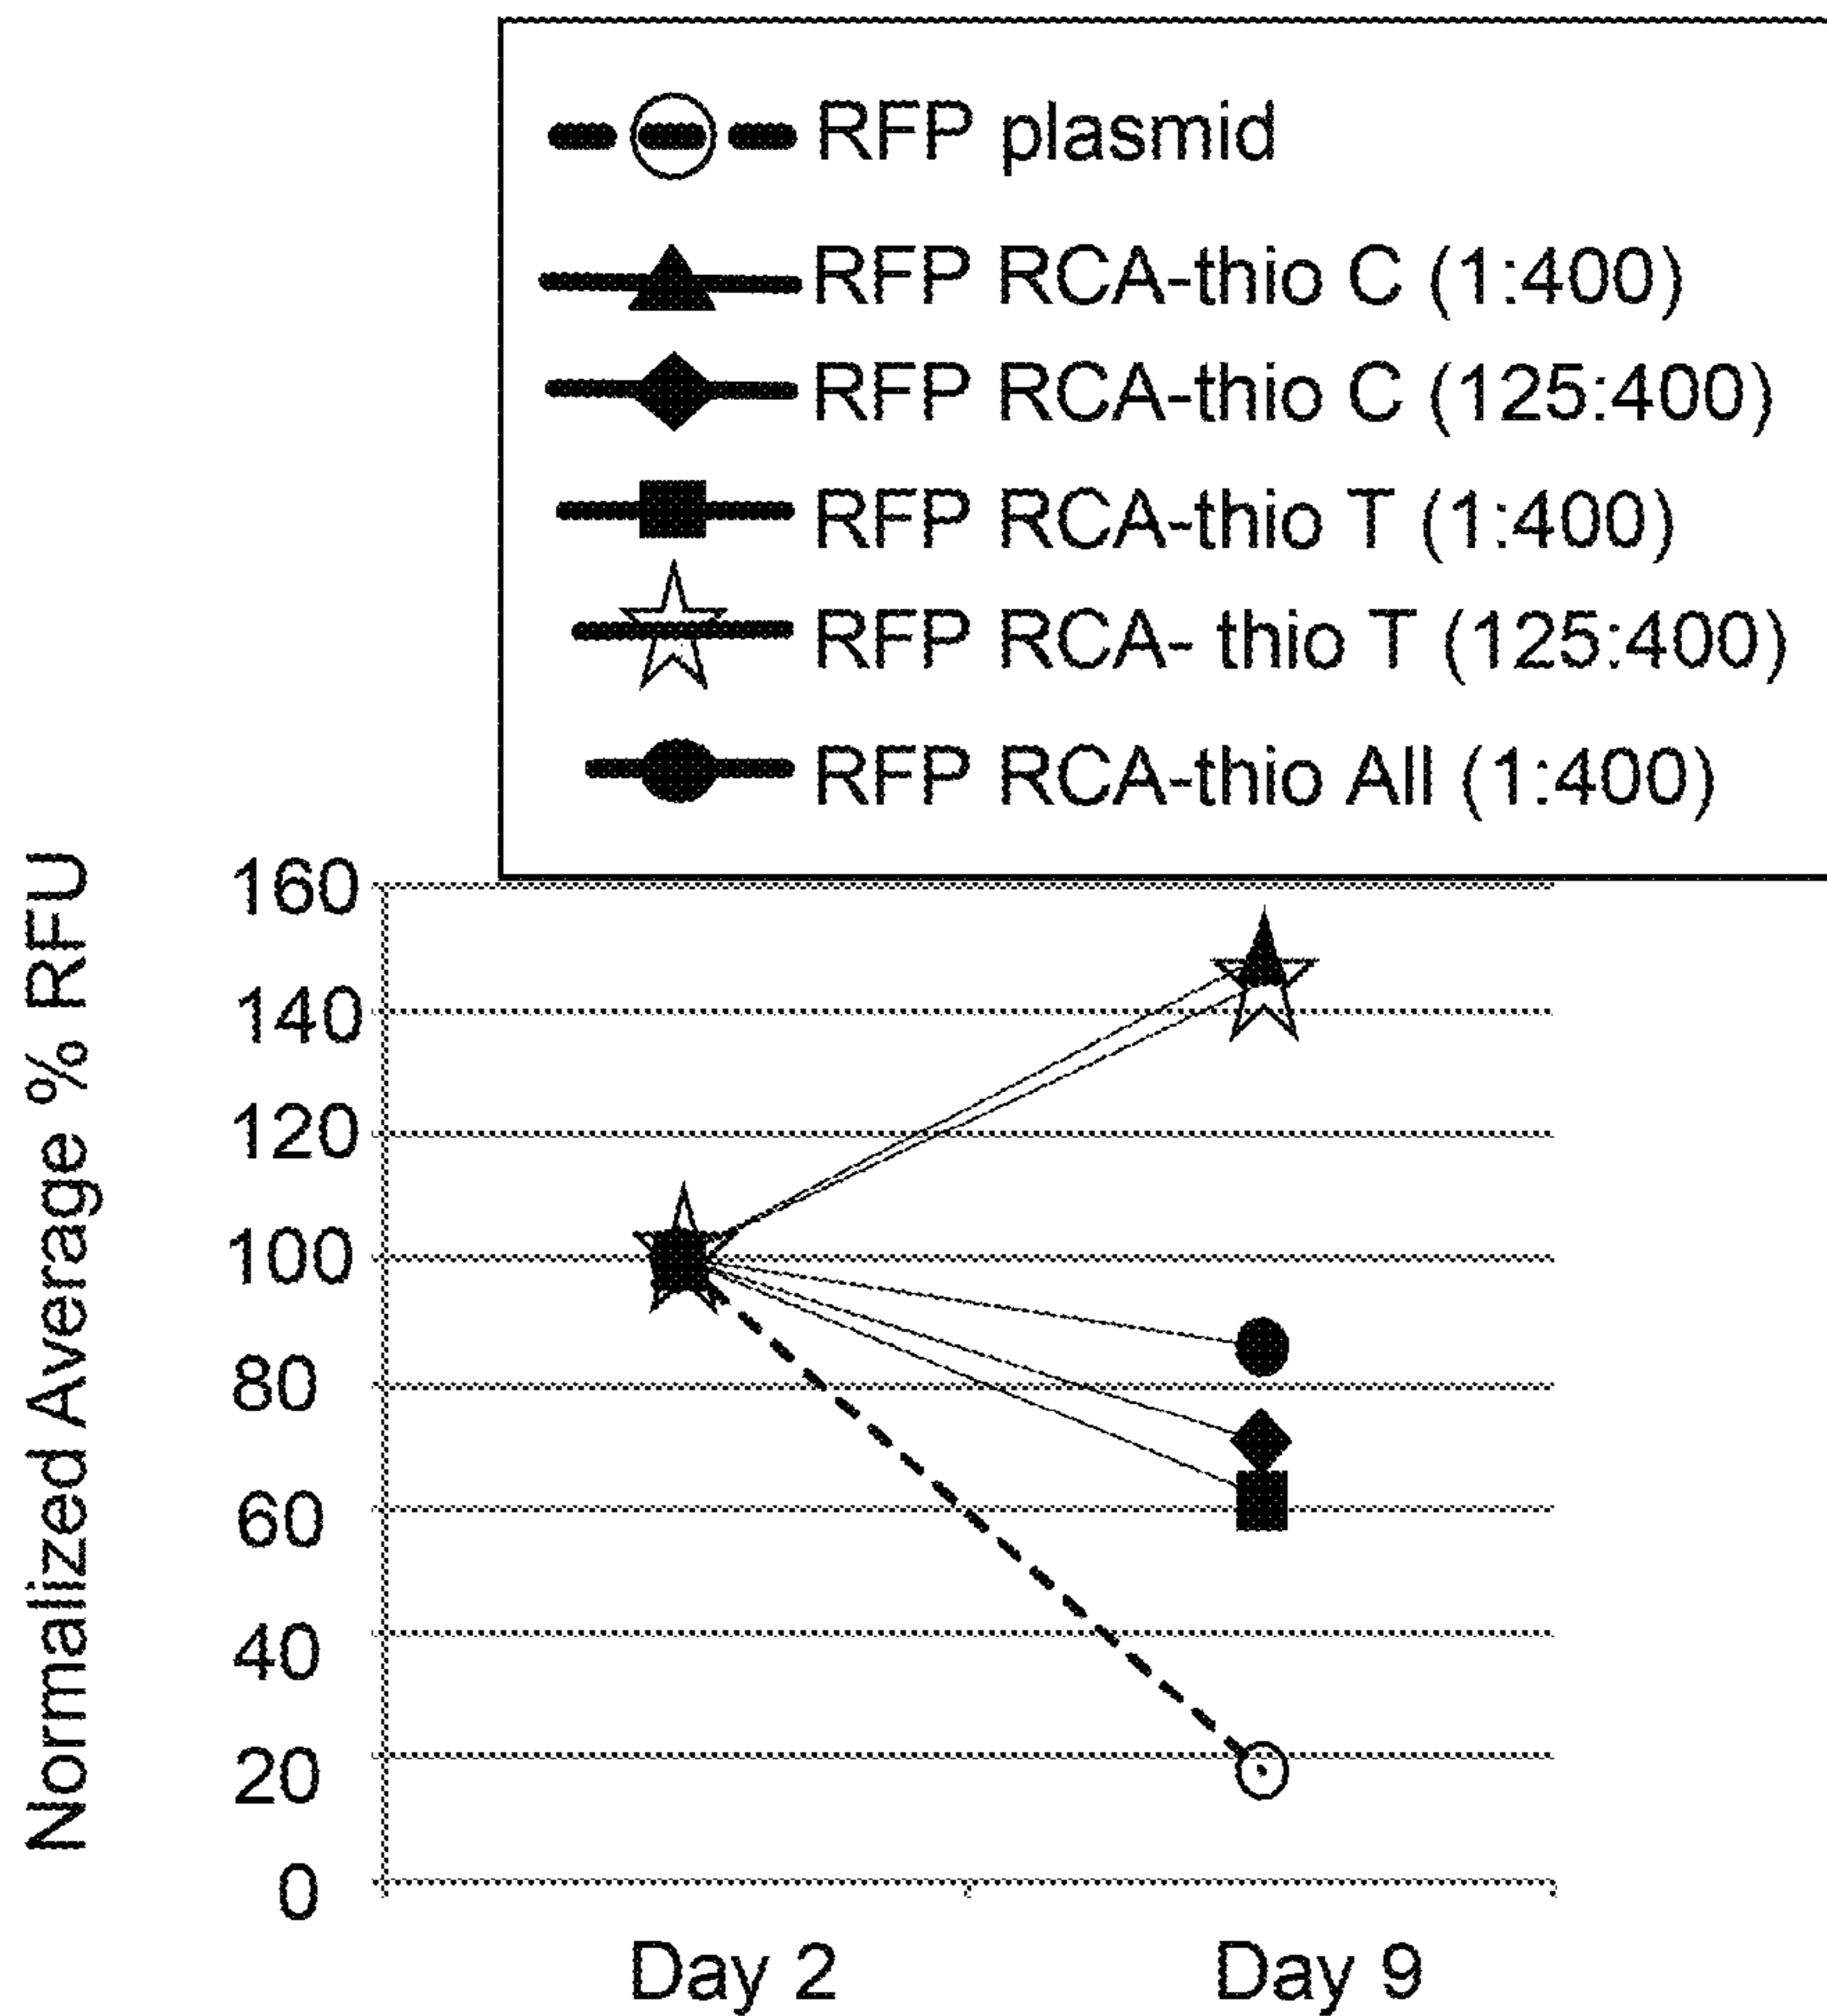 RFP plasmid
RFP RCA-thio C (1:400)
RFP RCA-thio C (125:400)
RFP RCA-thio T (1:400)
RFP RCA- thio T (125:400)
RFP RCA-thio All (1:400)
Normalized Average % RFU
160
140
120
100
80
60
40
20
0
Day 2 Day 9